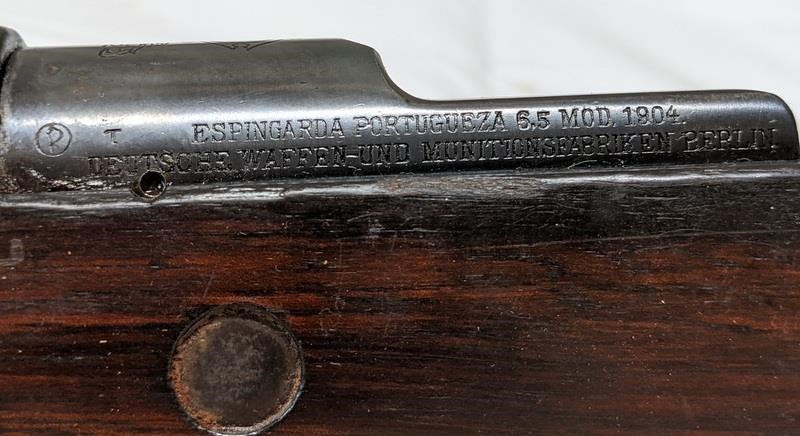 P T ESPINGARDA PORTUGUEZA 6,5 MOD. 1904.
DEUTSCHE WAFFEN-UND MUNITIONSFABRIKEN BERLIN